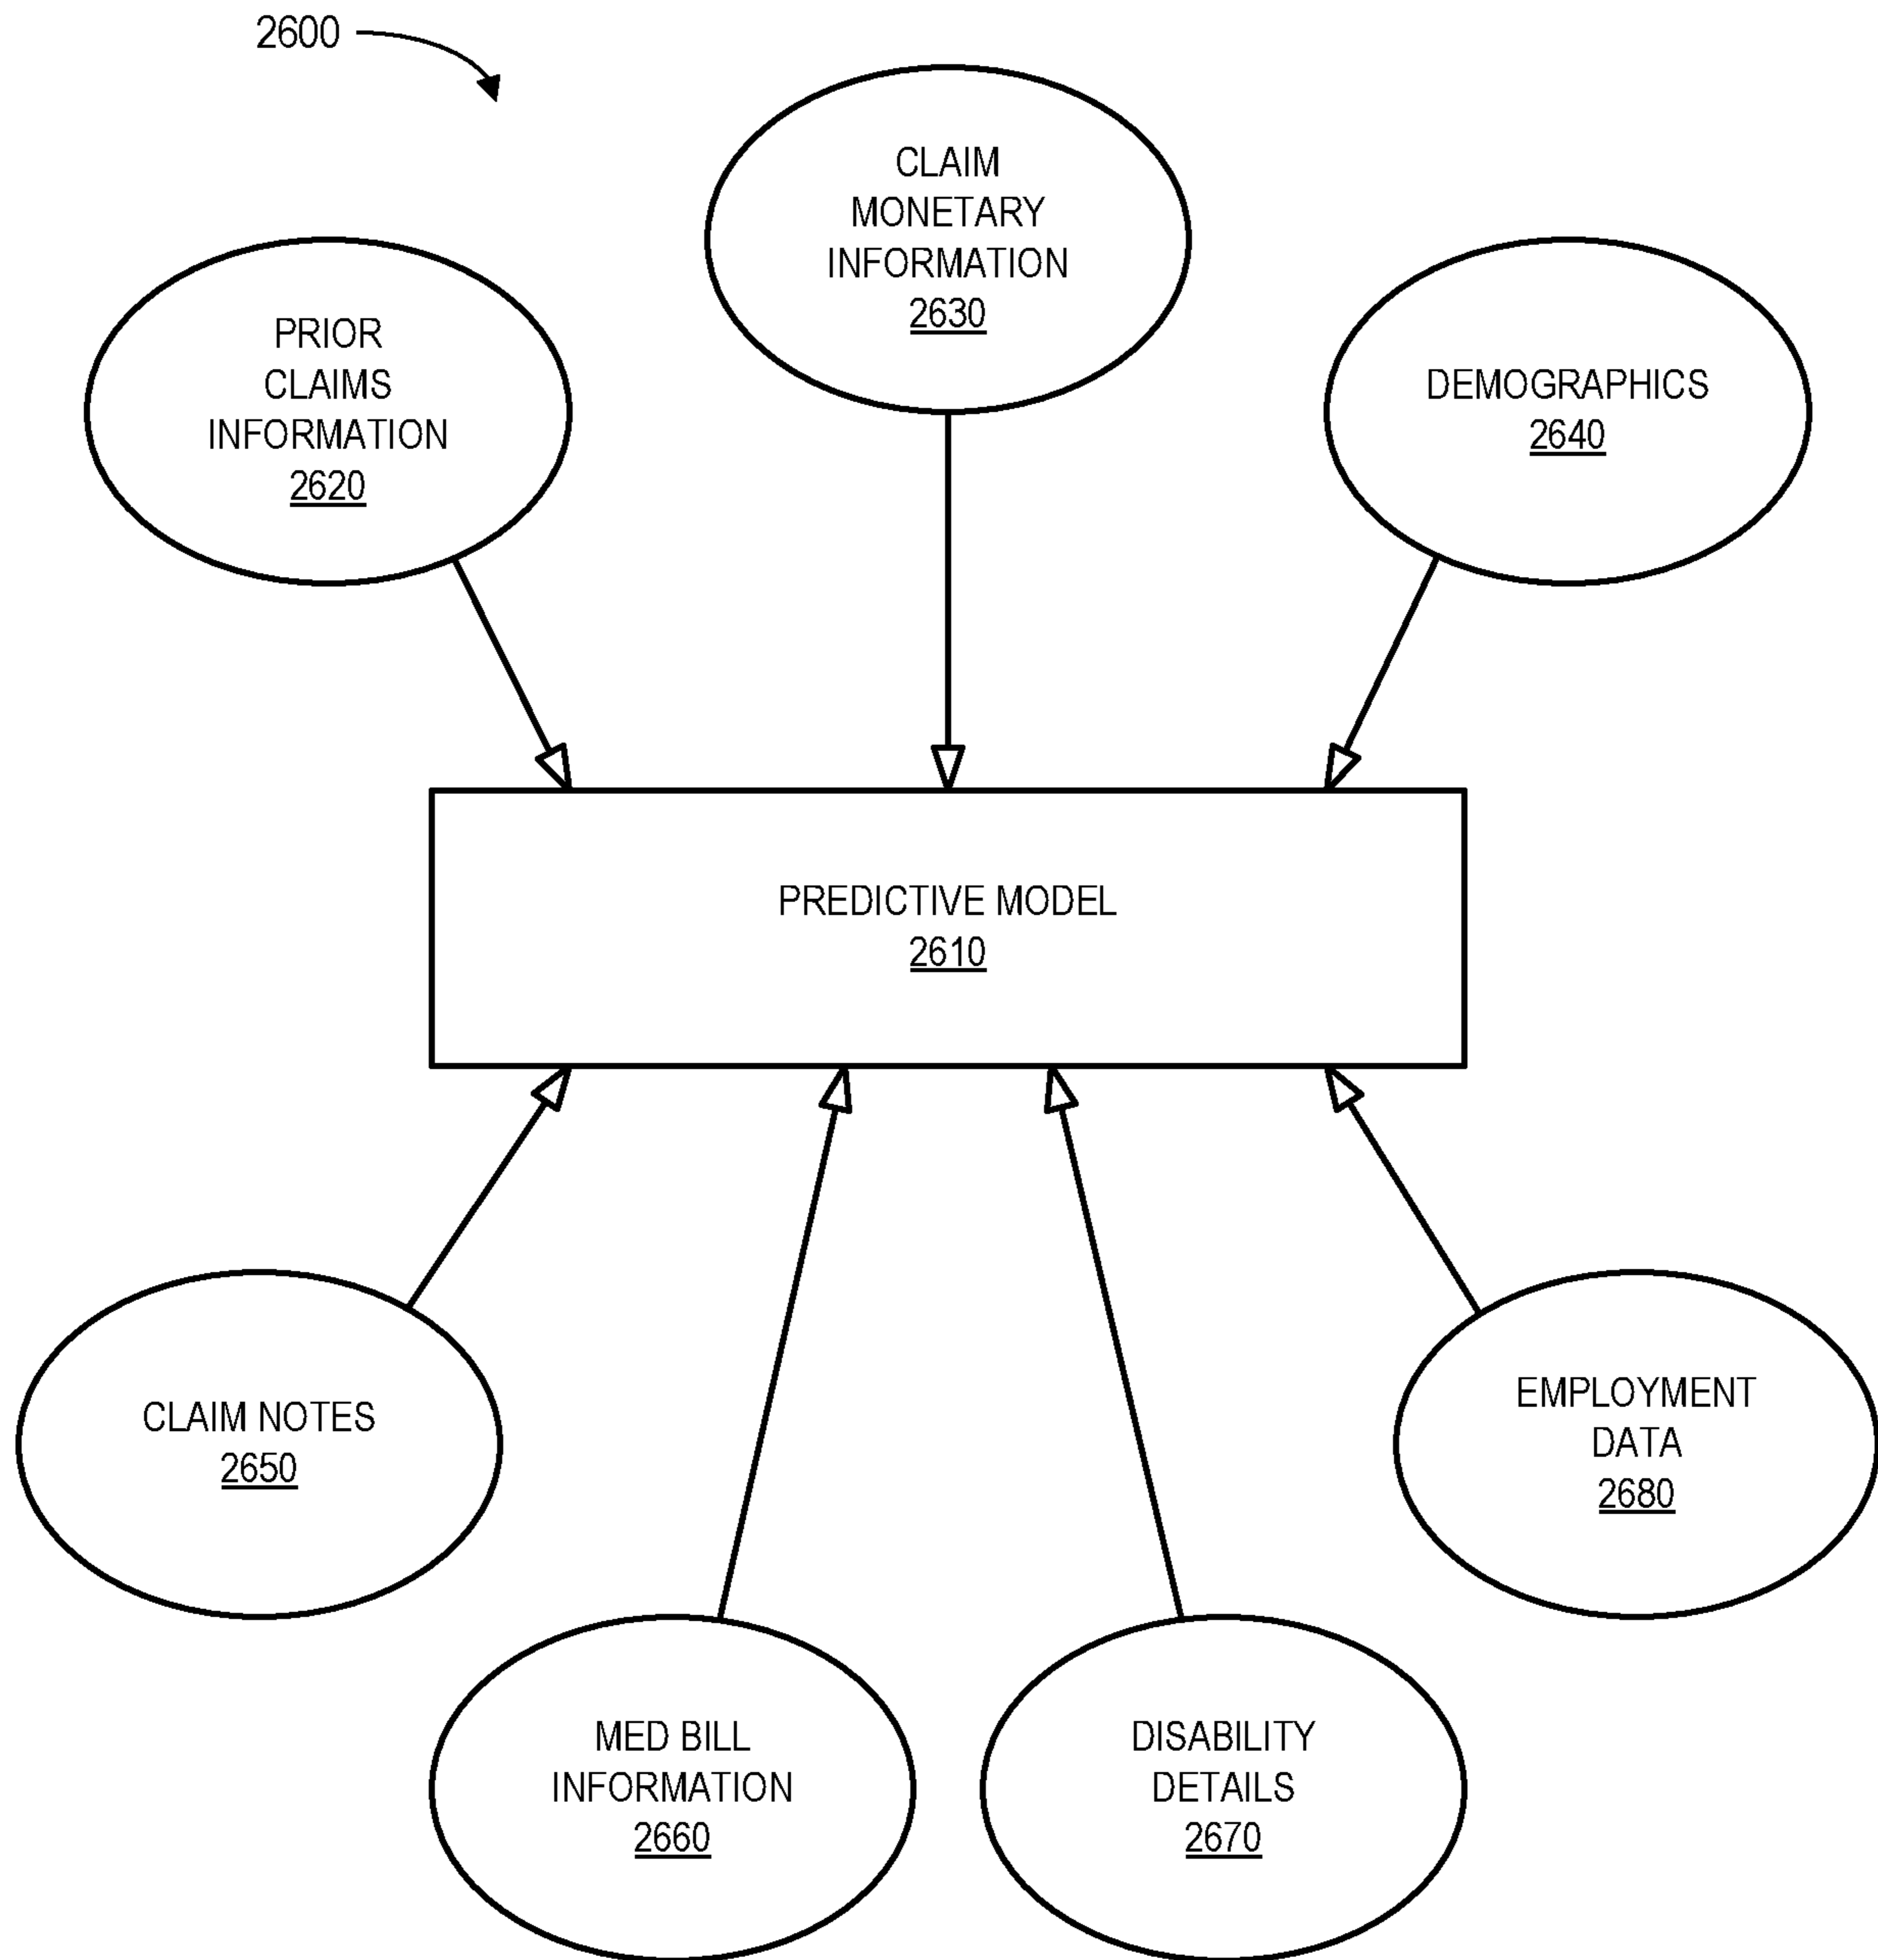 2600
CLAIM
MONETARY
INFORMATION
2630
PRIOR
CLAIMS
INFORMATION
2620
DEMOGRAPHICS
2640
PREDICTIVE MODEL
2610
CLAIM NOTES
2650
EMPLOYMENT
DATA
2680
MED BILL
INFORMATION
2660
DISABILITY
DETAILS
2670